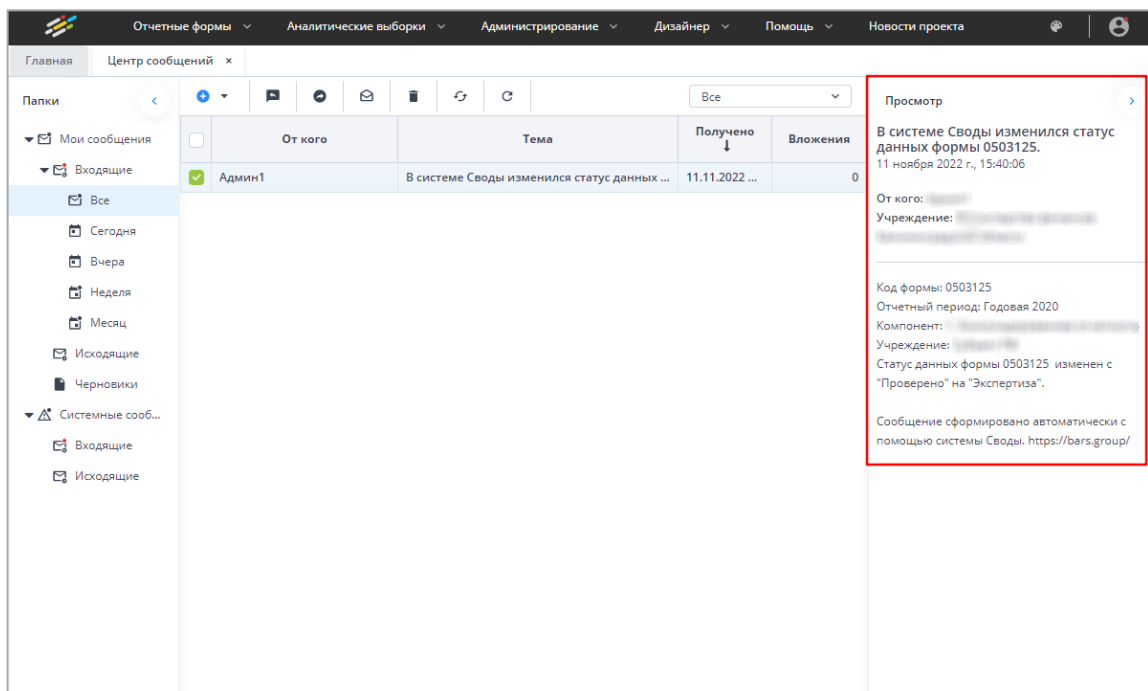 Отчетные формы Аналитические выборки Администрирование Дизайнер Помощь Новости проекта
Главная Центр сообщений ×
Папки
Мои сообщения
Входящие
Все
Сегодня
Вчера
Неделя
Месяц
Исходящие
Черновики
Системные сооб...
Входящие
Исходящие
Все
От кого Тема Получено Вложения
Админ1 В системе Своды изменился статус данных ... 11.11.2022 ... 0
Просмотр
В системе Своды изменился статус
данных формы 0503125.
11 ноября 2022 г., 15:40:06
От кого:
Учреждение:
Код формы: 0503125
Отчетный период: Годовая 2020
Компонент:
Учреждение:
Статус данных формы 0503125 изменен с
"Проверено" на "Экспертиза".
Сообщение сформировано автоматически с
помощью системы Своды. https://bars.group/